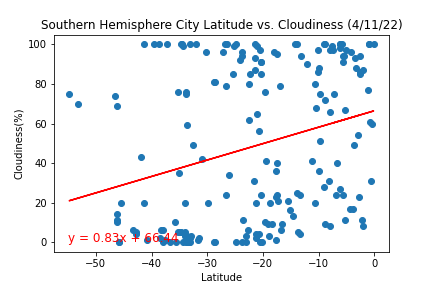 Southern Hemisphere City Latitude vs. Cloudiness (4/11/22)
100
80
60
40
20
0
Cloudiness(%)
y = 0.83x + 66.44
−50 −40 −30 −20 −10 0
Latitude